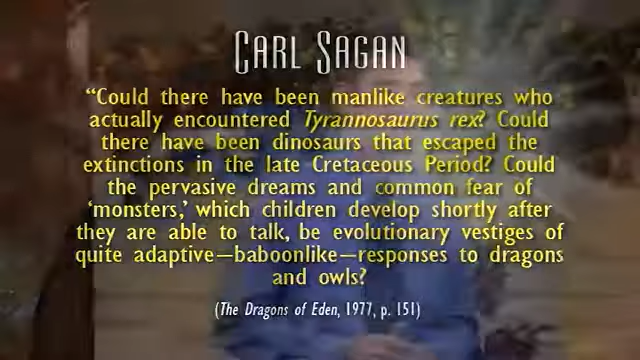 CARL SAGAN
“Could there have been manlike creatures who
actually encountered Tyrannosaurus rex? Could
there have been dinosaurs that escaped the
extinctions in the late Cretaceous Period? Could
the pervasive dreams and common fear of
‘monsters,’ which children develop shortly after
they are able to talk, be evolutionary vestiges of
quite adaptive—baboonlike—responses to dragons
and owls?
(The Dragons of Eden, 1977, p. 151)